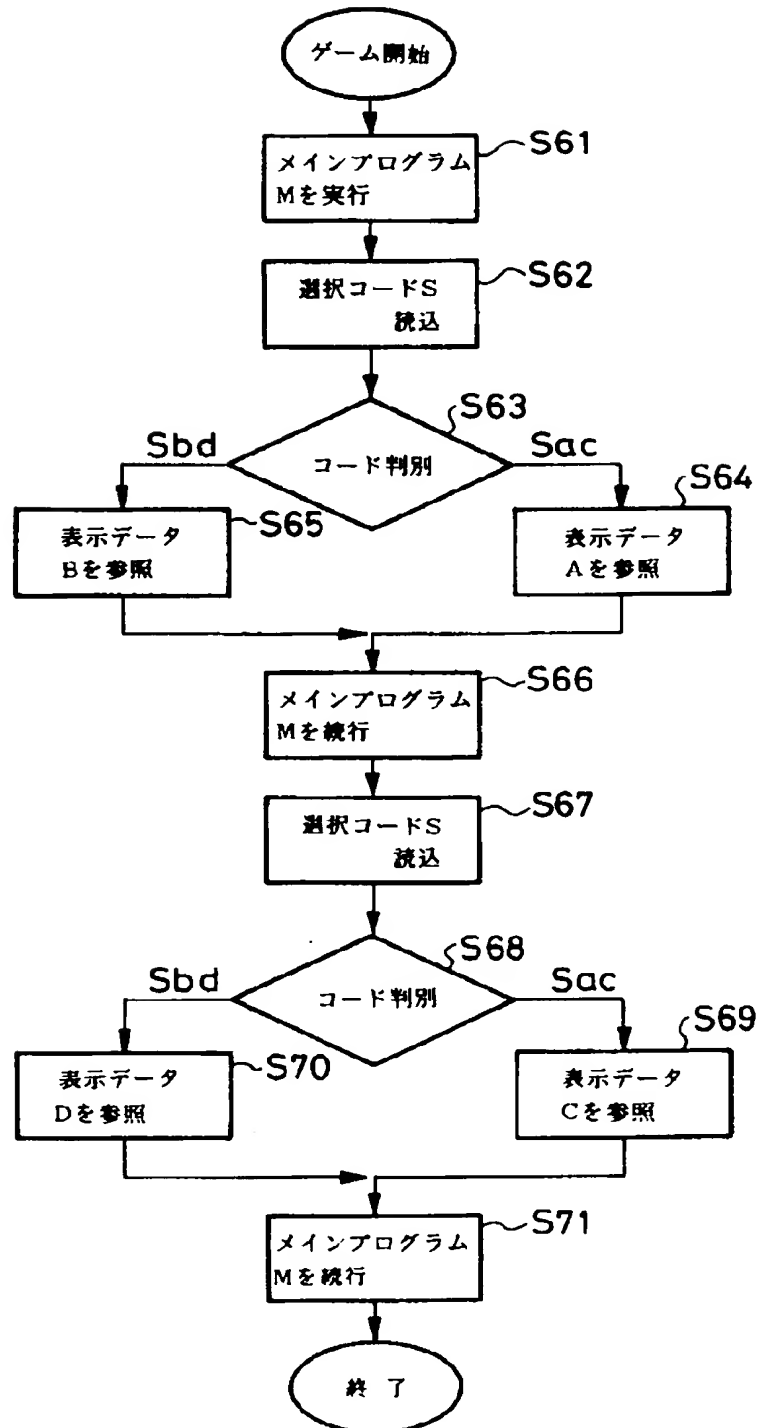 ゲーム開始
S61
メインプログラム
Mを実行
S62
選択コードS
読込
S63
Sbd
コード判別
Sac
S64
S65
表示データ
Bを参照
表示データ
Aを参照
S66
メインプログラム
Mを続行
S67
選択コードS
読込
S68
Sbd
コード判別
Sac
S69
S70
表示データ
Dを参照
表示データ
Cを参照
S71
メインプログラム
Mを続行
終了